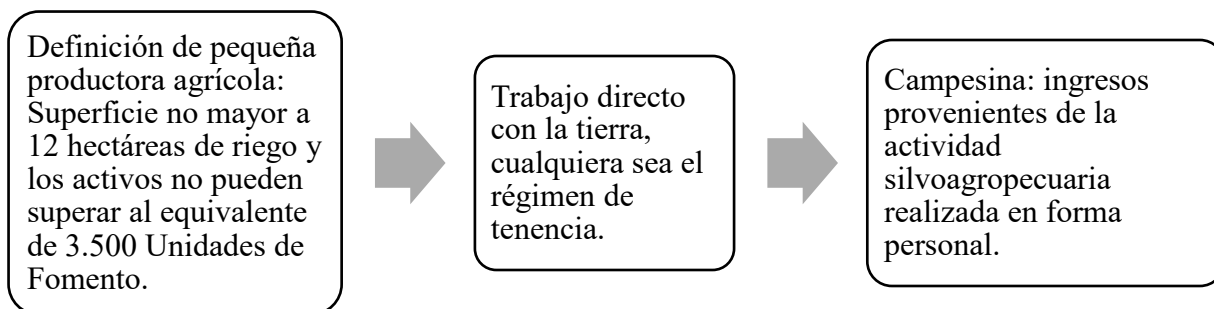 Definición de pequeña
productora agrícola:
Superficie no mayor a
12 hectáreas de riego y
los activos no pueden
superar al equivalente
de 3.500 Unidades de
Fomento.
Trabajo directo
con la tierra,
cualquiera sea el
régimen de
tenencia.
Campesina: ingresos
provenientes de la
actividad
silvoagropecuaria
realizada en forma
personal.